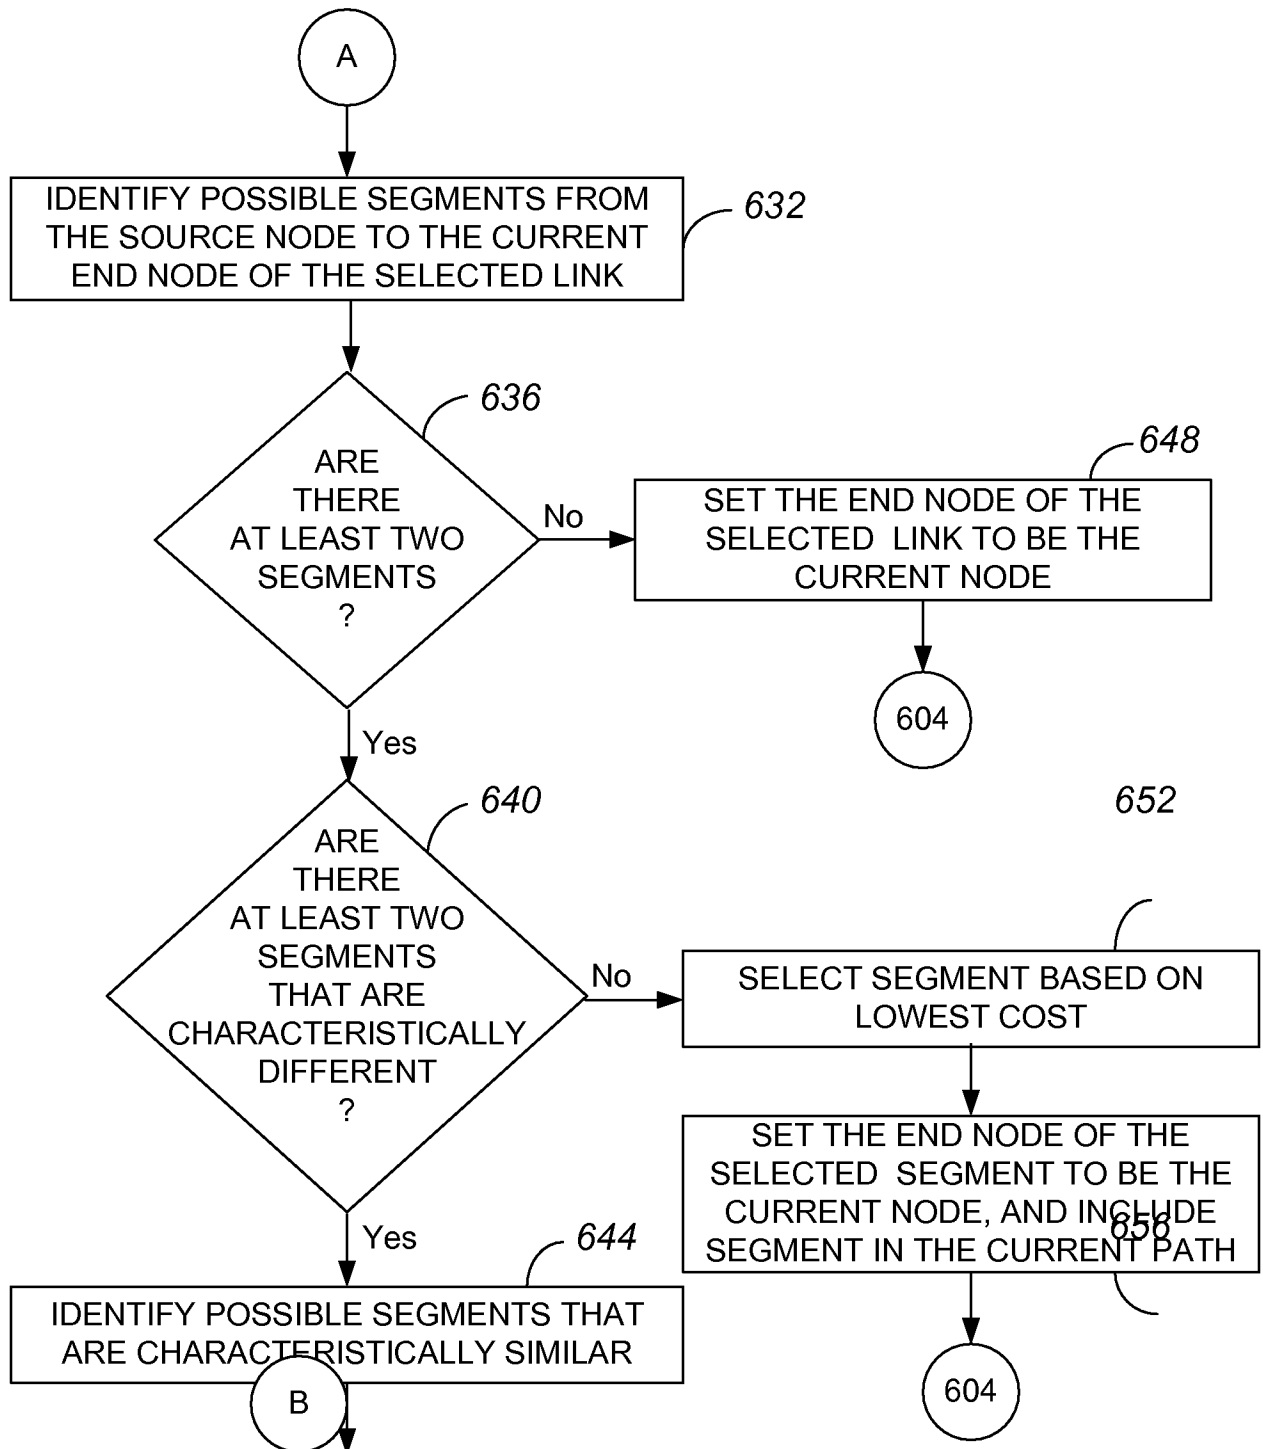 A
IDENTIFY POSSIBLE SEGMENTS FROM
THE SOURCE NODE TO THE CURRENT
END NODE OF THE SELECTED LINK
632
636
ARE
THERE
AT LEAST TWO
SEGMENTS
?
No
648
SET THE END NODE OF THE
SELECTED LINK TO BE THE
CURRENT NODE
604
Yes
640
ARE
THERE
AT LEAST TWO
SEGMENTS
THAT ARE
CHARACTERISTICALLY
DIFFERENT
?
No
652
SELECT SEGMENT BASED ON
LOWEST COST
SET THE END NODE OF THE
SELECTED SEGMENT TO BE THE
CURRENT NODE, AND INCLUDE
SEGMENT IN THE CURRENT PATH
656
604
Yes
644
IDENTIFY POSSIBLE SEGMENTS THAT
ARE CHARACTERISTICALLY SIMILAR
B